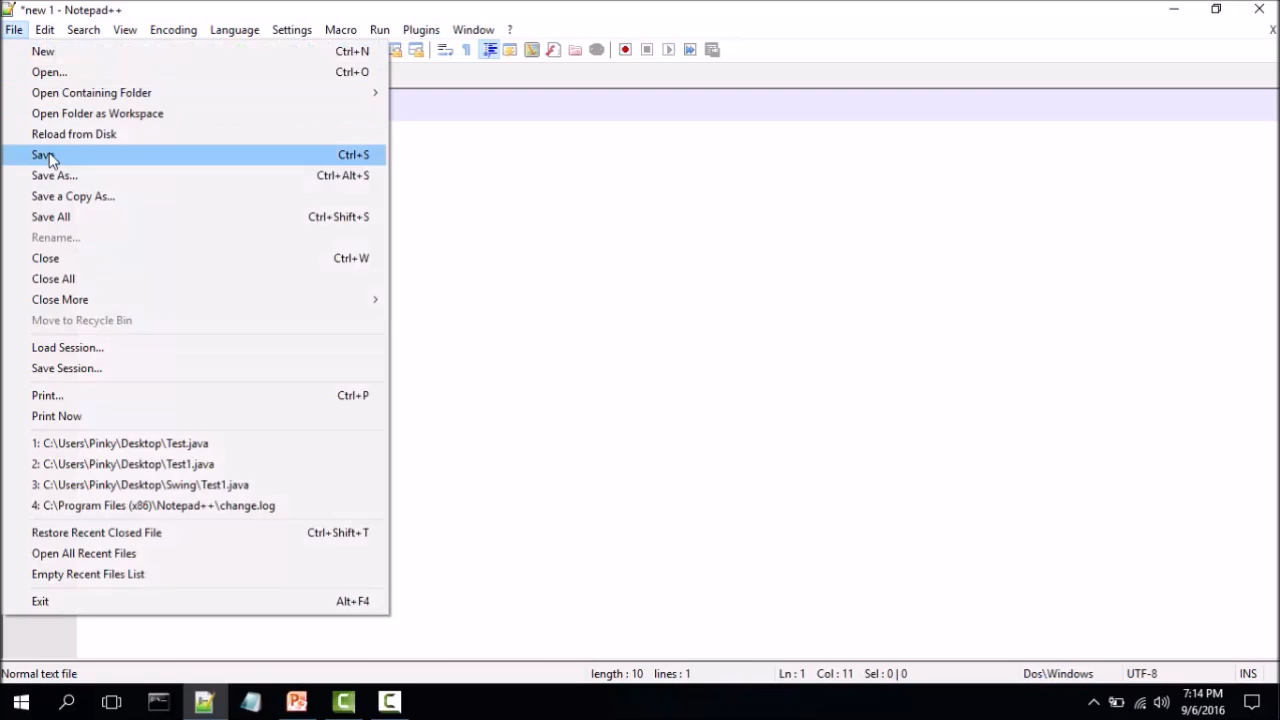 *new 1 - Notepad++
File Edit Search View Encoding Language Settings Macro Run Plugins Window ? X
New Ctrl+N
Open... Ctrl+O
Open Containing Folder
Open Folder as Workspace
Reload from Disk
Save Ctrl+S
Save As... Ctrl+Alt+S
Save a Copy As...
Save All Ctrl+Shift+S
Rename...
Close Ctrl+W
Close All
Close More
Move to Recycle Bin
Load Session...
Save Session...
Print... Ctrl+P
Print Now
1: C:\Users\Pinky\Desktop\Test.java
2: C:\Users\Pinky\Desktop\Test1.java
3: C:\Users\Pinky\Desktop\Swing\Test1.java
4: C:\Program Files (x86)\Notepad++\change.log
Restore Recent Closed File Ctrl+Shift+T
Open All Recent Files
Empty Recent Files List
Exit Alt+F4
Normal text file length : 10 lines : 1 Ln : 1 Col : 11 Sel : 0 | 0 Dos\Windows UTF-8 INS
7:14 PM
9/6/2016